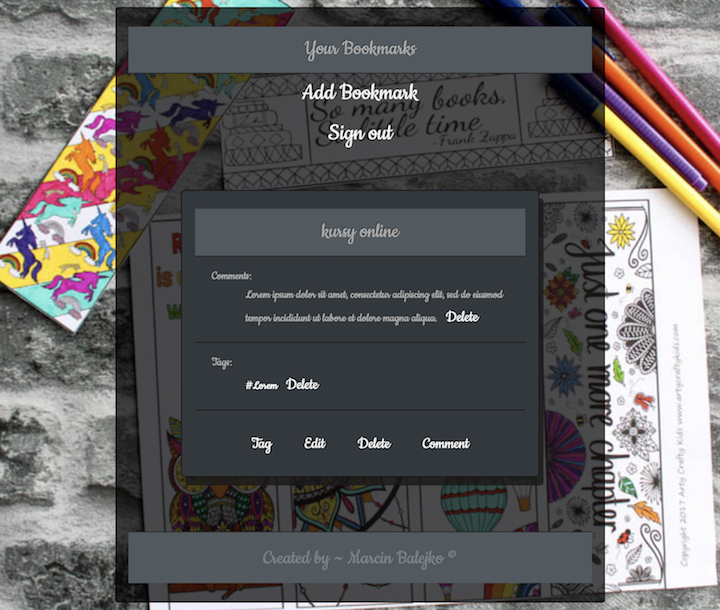 Your Bookmarks
Add Bookmark
So many books,
Sign out
little time
~Frank Zappa
kursy online
Comments:
Lorem ipsum dolor sit amet, consectetur adipiscing elit, sed do eiusmod
tempor incididunt ut labore et dolore magna aliqua. Delete
Tags:
#Lorem Delete
Tag Edit Delete Comment
Just one more chapter
Copyright 2017 Arty Crafty Kids www.artycraftykids.com
Created by ~ Marcin Balejko ©